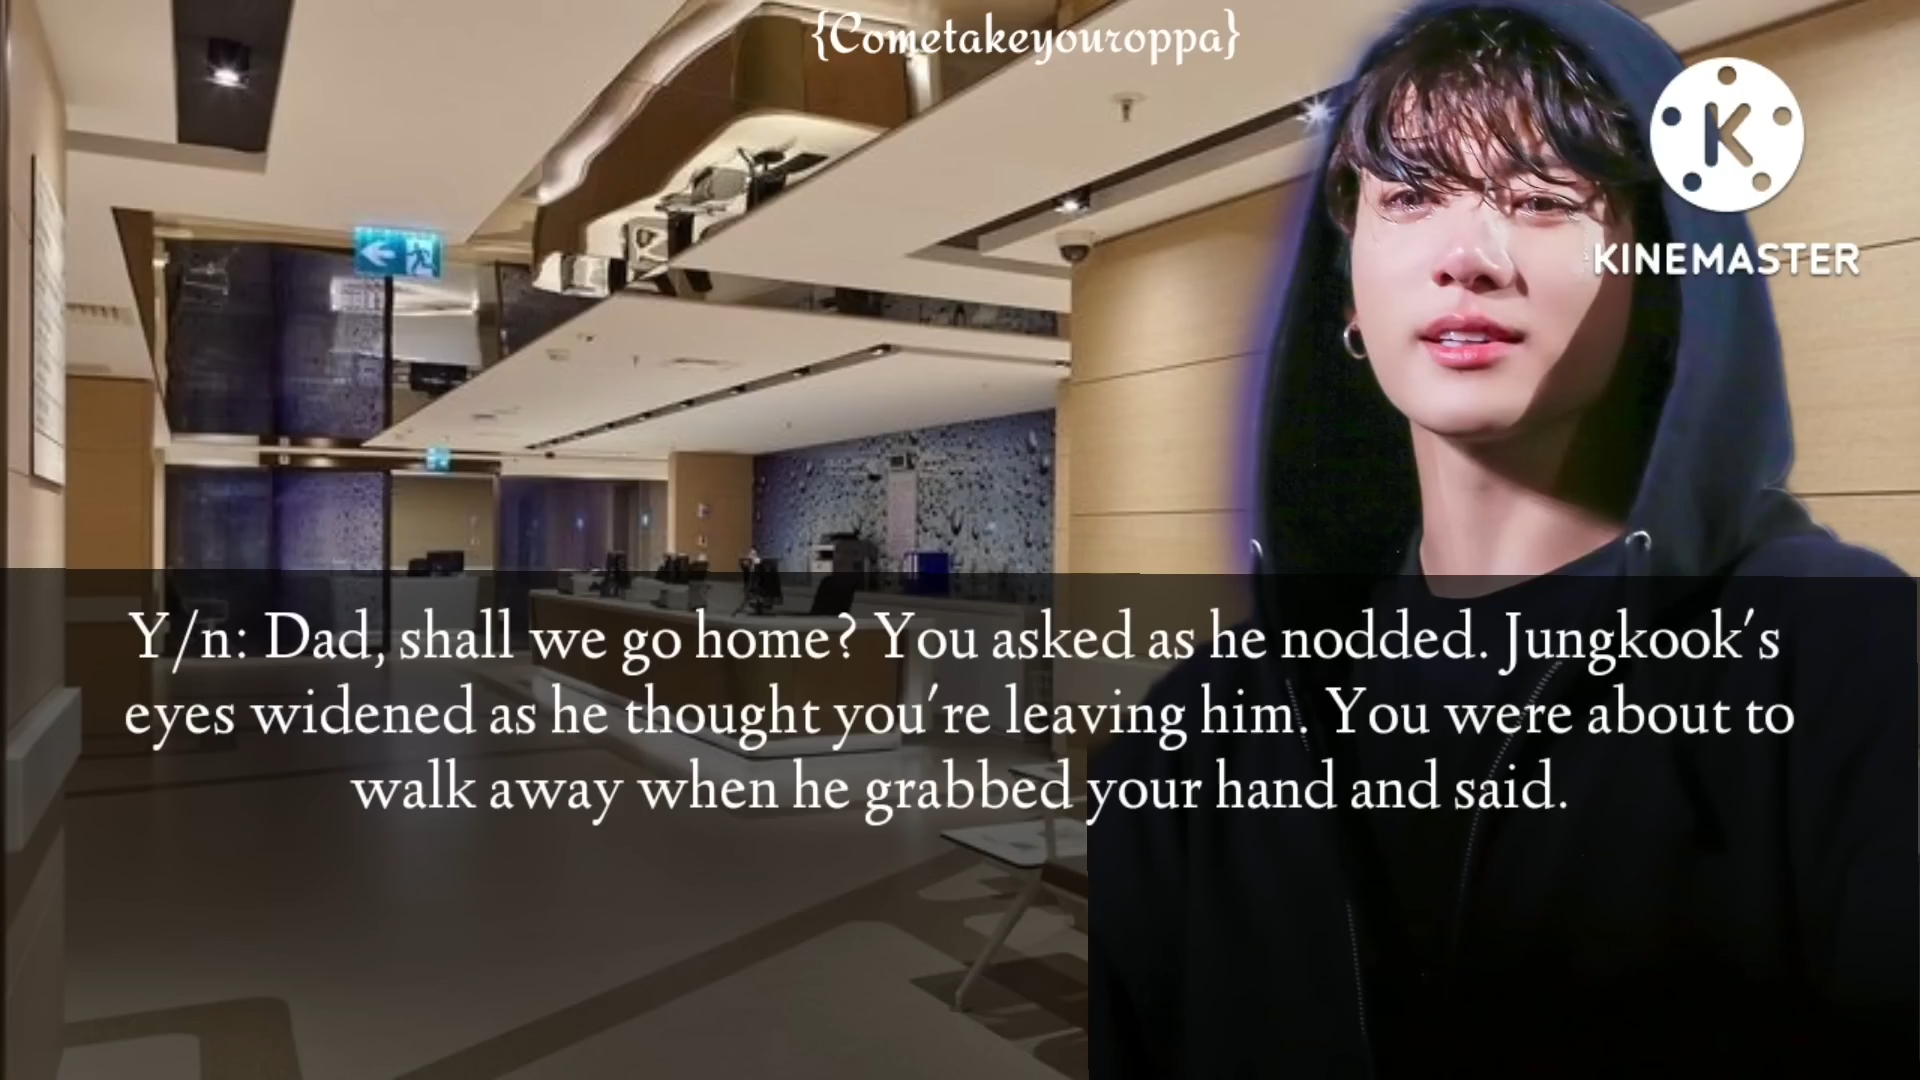 {Cometakeyouroppa}
K
KINEMASTER
Y/n: Dad, shall we go home? You asked as he nodded. Jungkook's
eyes widened as he thought you're leaving him. You were about to
walk away when he grabbed your hand and said.